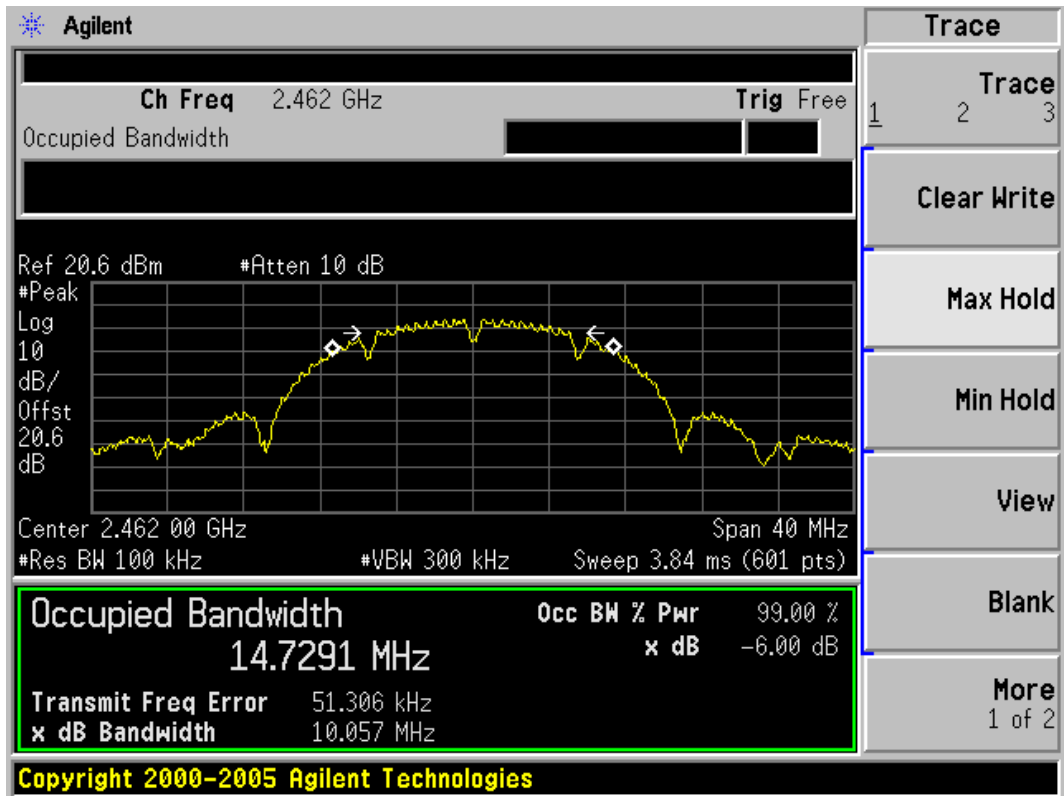 Agilent
Trace
Ch Freq 2.462 GHz Trig Free
Occupied Bandwidth
Trace
1 2 3
Clear Write
Max Hold
Min Hold
View
Blank
More
1 of 2
Ref 20.6 dBm #Atten 10 dB
#Peak
Log
10
dB/
Offst
20.6
dB
Center 2.462 00 GHz Span 40 MHz
#Res BW 100 kHz #VBW 300 kHz Sweep 3.84 ms (601 pts)
Occupied Bandwidth
14.7291 MHz
Occ BW % Pwr 99.00 %
x dB -6.00 dB
Transmit Freq Error 51.306 kHz
x dB Bandwidth 10.057 MHz
Copyright 2000-2005 Agilent Technologies